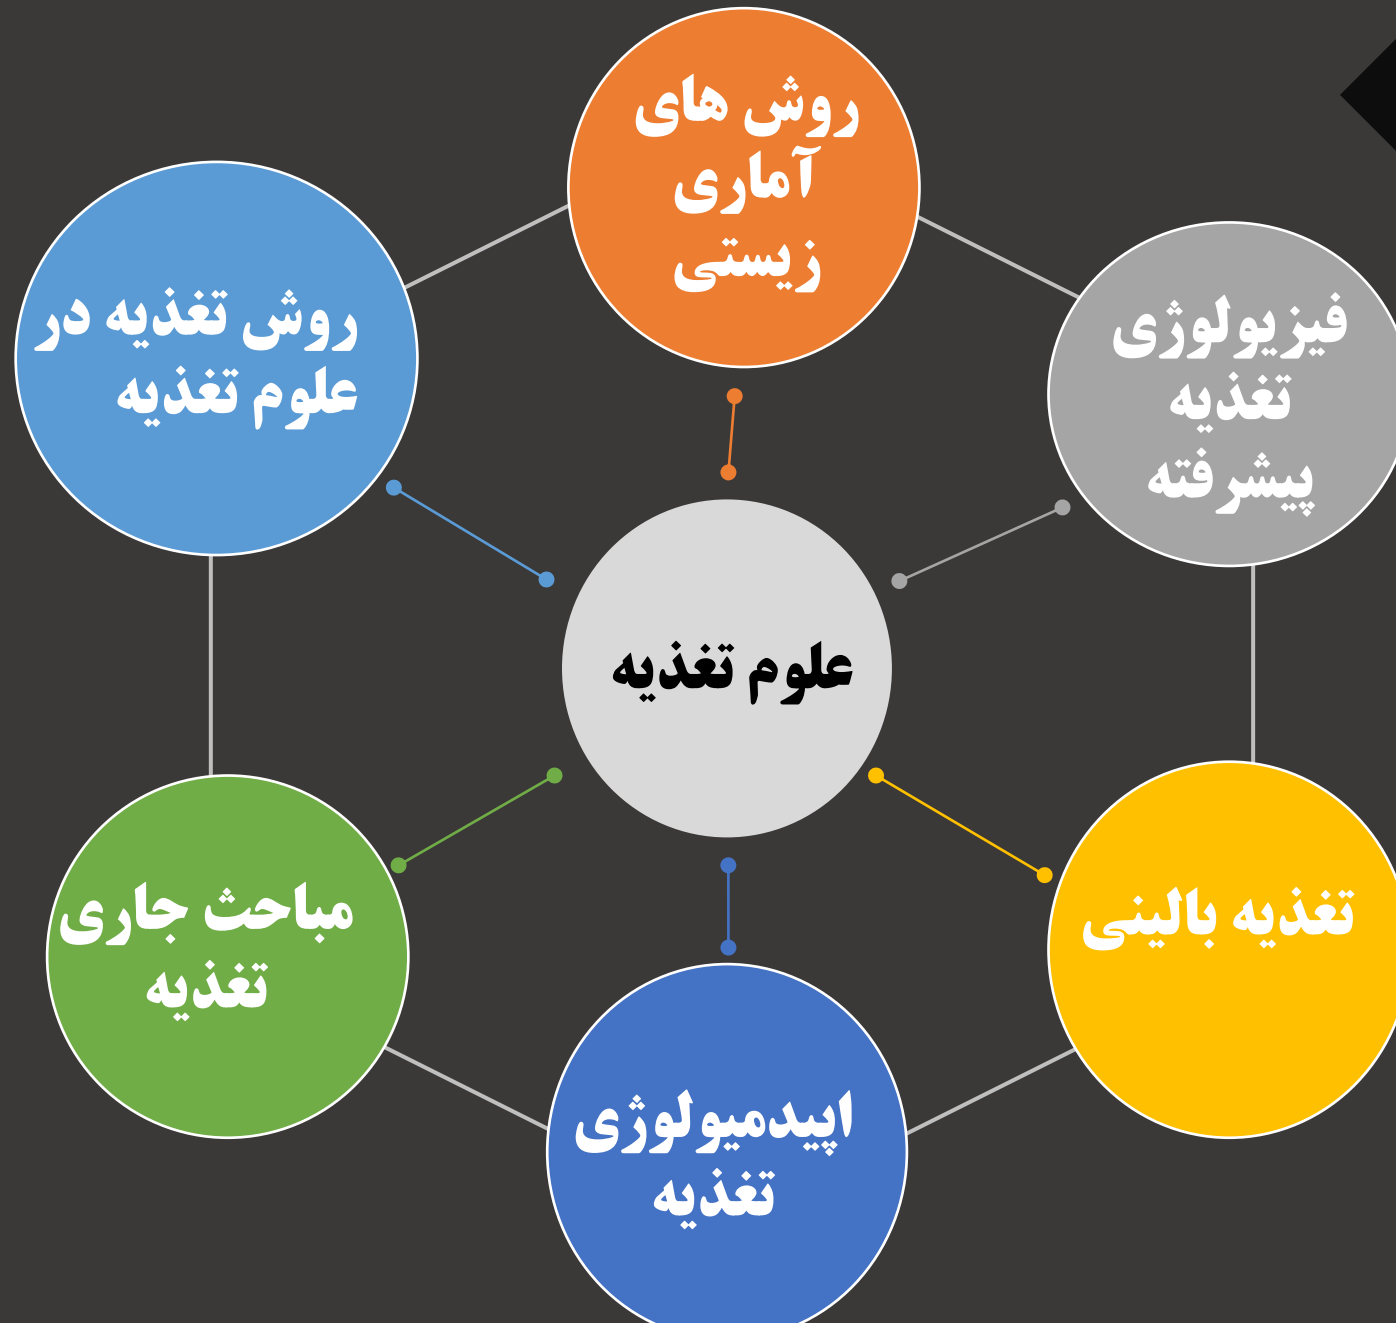 روش های
آماری
زیستی
فیزیولوژی
تغذیه
پیشرفته
روش تغذیه در
علوم تغذیه
علوم تغذیه
تغذیه بالینی
مباحث جاری
تغذیه
اپیدمیولوژی
تغذیه